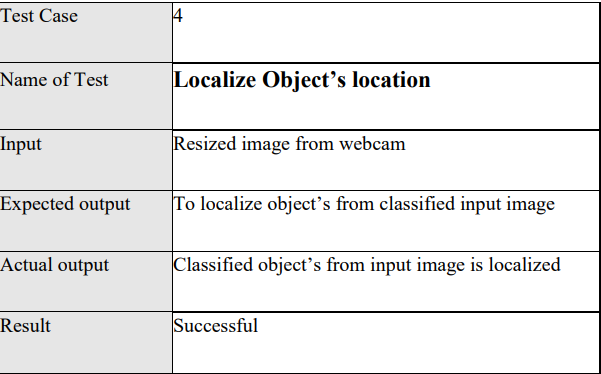 Test Case 4
Name of Test Localize Object’s location
Input Resized image from webcam
Expected output To localize object’s from classified input image
Actual output Classified object’s from input image is localized
Result Successful